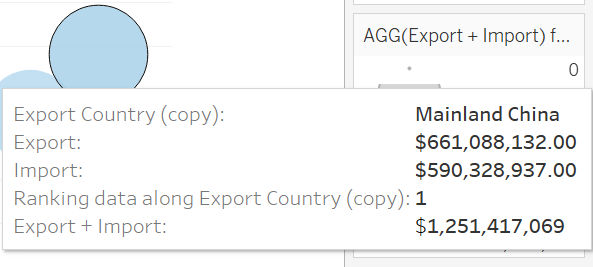 AGG(Export + Import) f...
0
Export Country (copy): Mainland China
Export: $661,088,132.00
Import: $590,328,937.00
Ranking data along Export Country (copy): 1
Export + Import: $1,251,417,069